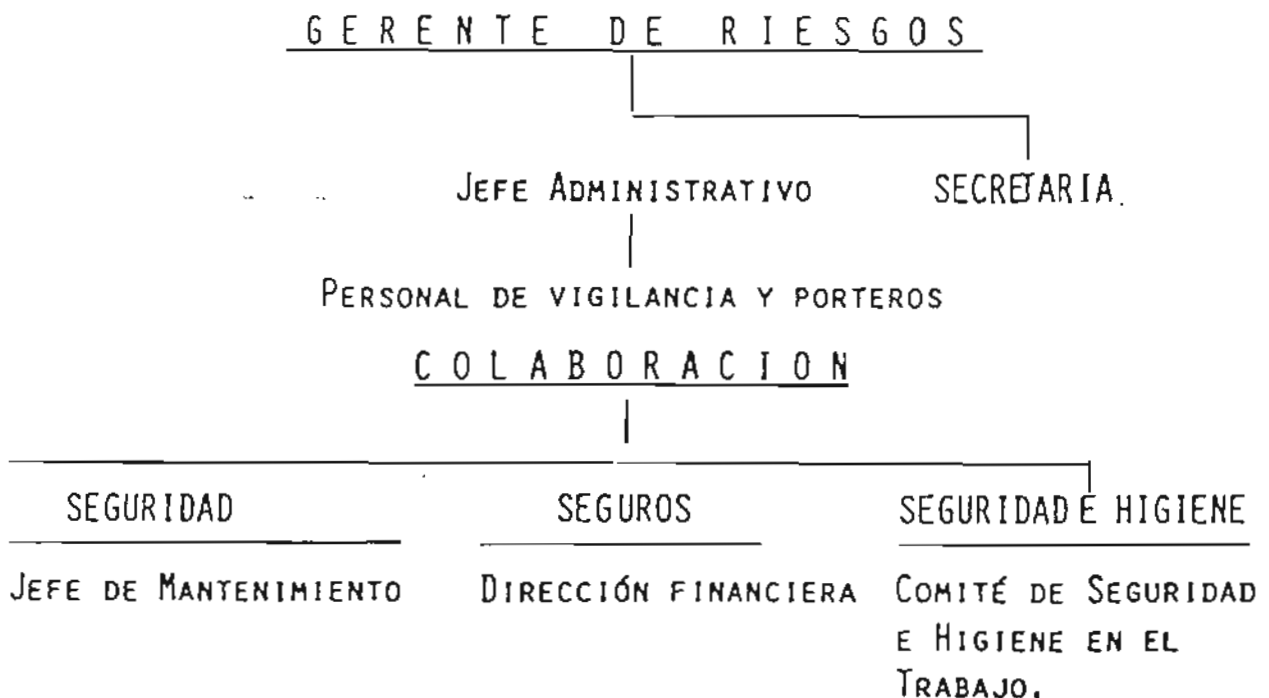 GERENTE DE RIESGOS
JEFE ADMINISTRATIVO SECRETARIA.
PERSONAL DE VIGILANCIA Y PORTEROS
COLABORACION
SEGURIDAD SEGUROS SEGURIDAD E HIGIENE
JEFE DE MANTENIMIENTO DIRECCIÓN FINANCIERA COMITÉ DE SEGURIDAD
E HIGIENE EN EL
TRABAJO.